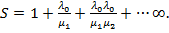 S = 1 + λ₀/μ₁ + λ₀λ₀/μ₁μ₂ + ⋯ ∞.